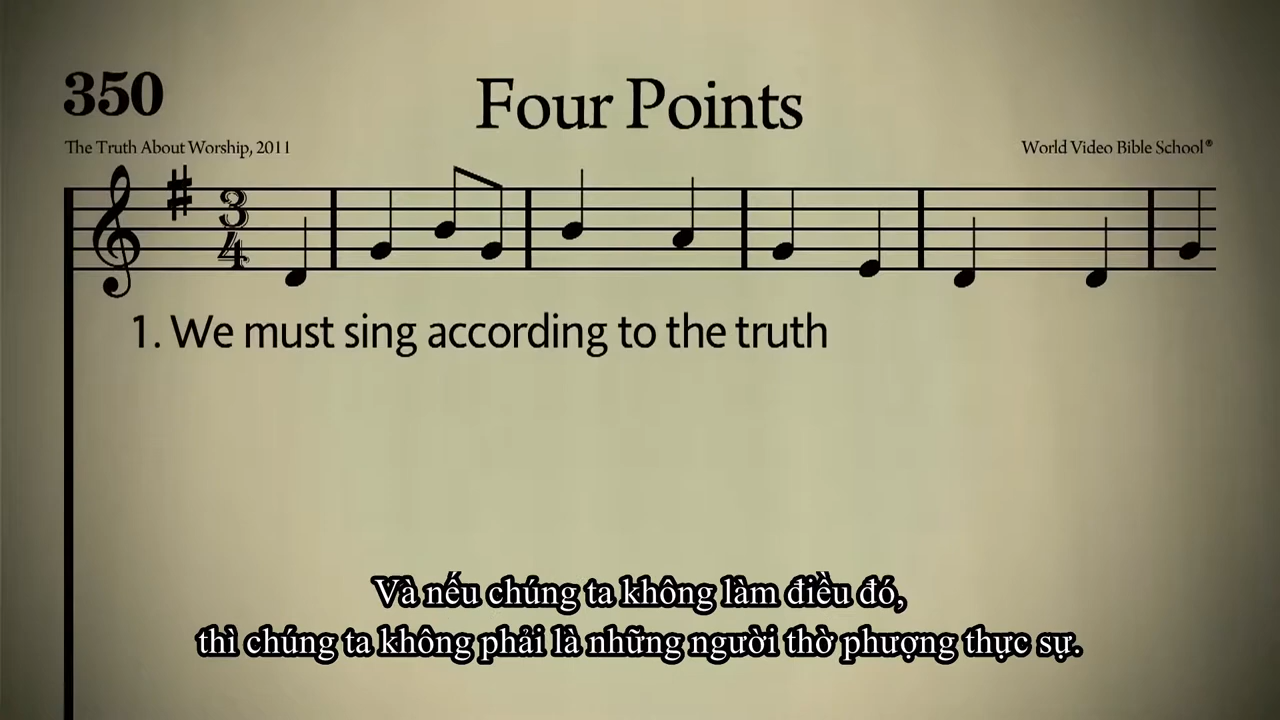 350
Four Points
The Truth About Worship, 2011
World Video Bible School®
3
4
1. We must sing according to the truth
Và nếu chúng ta không làm điều đó,
thì chúng ta không phải là những người thờ phượng thực sự.